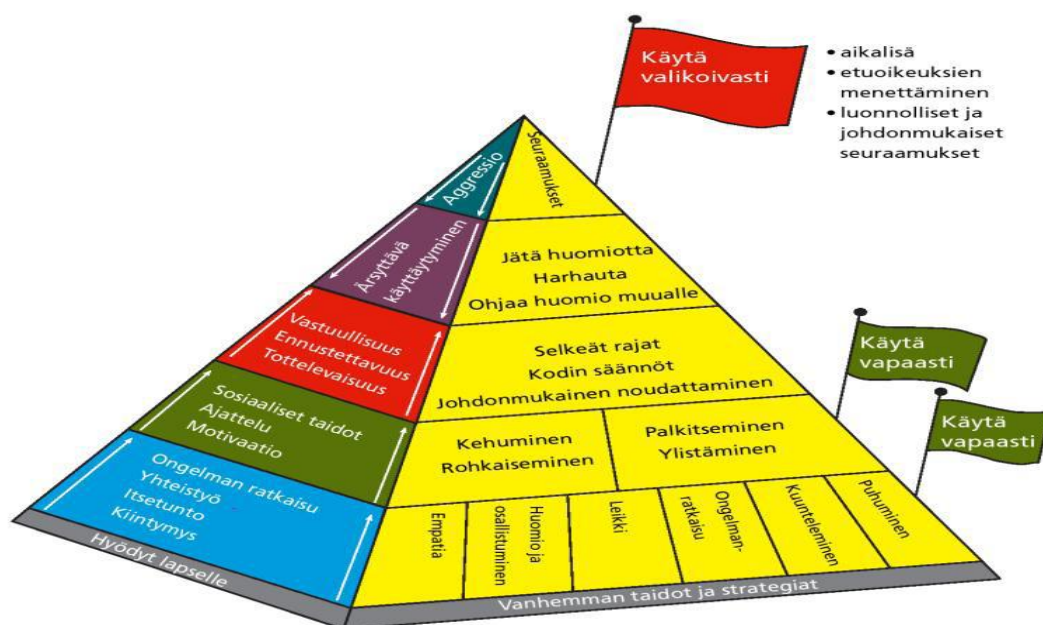 Käytä
valikoivasti
• aikalisä
• etuoikeuksien
menettäminen
• luonnolliset ja
johdonmukaiset
seuraamukset
Aggressio
Seuraamukset
Ärsyttävä
käyttäytyminen
Jätä huomiotta
Harhauta
Ohjaa huomio muualle
Vastuullisuus
Ennustettavuus
Tottelevaisuus
Selkeät rajat
Kodin säännöt
Johdonmukainen noudattaminen
Käytä
vapaasti
Käytä
vapaasti
Sosiaaliset taidot
Ajattelu
Motivaatio
Kehuminen
Rohkaiseminen
Palkitseminen
Ylistäminen
Ongelman ratkaisu
Yhteistyö
Itsetunto
Kiintymys
Empatia
Huomio ja
osallistuminen
Leikki
Ongelman-
ratkaisu
Kuunteleminen
Puhuminen
Hyödyt lapselle
Vanhemman taidot ja strategiat